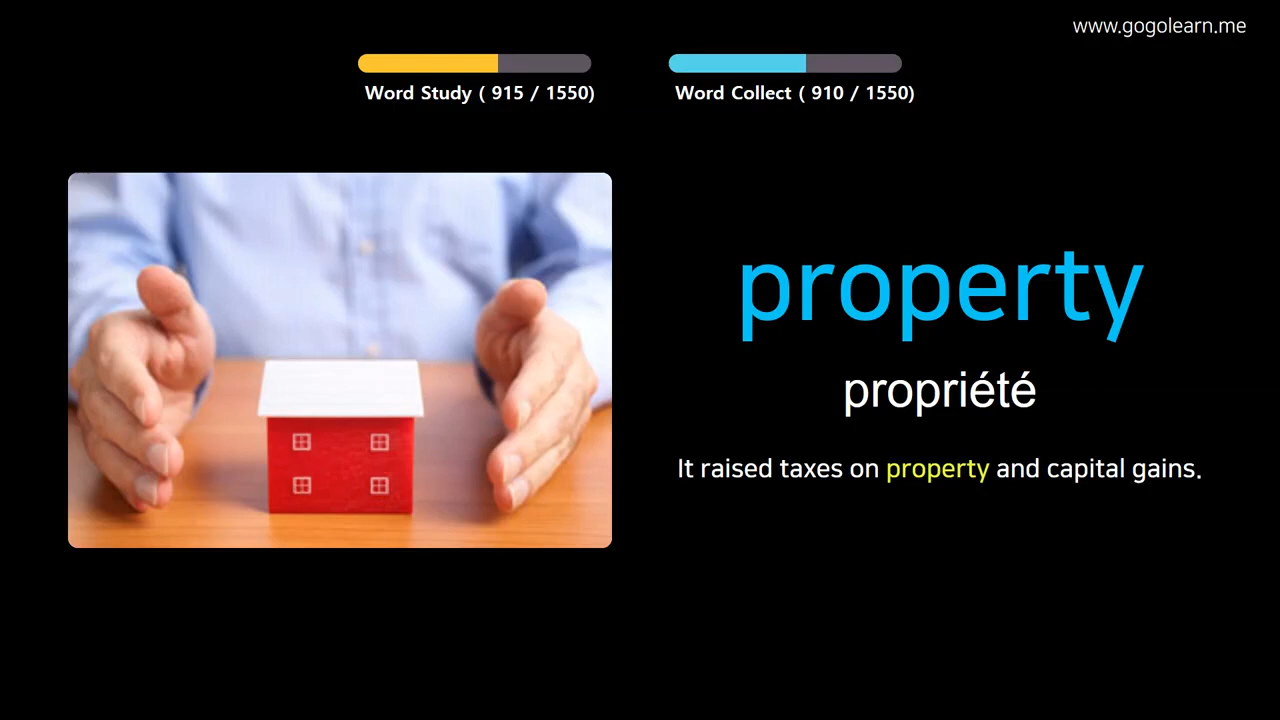 www.gogolearn.me
Word Study ( 915 / 1550)
Word Collect ( 910 / 1550)
property
propriété
It raised taxes on property and capital gains.